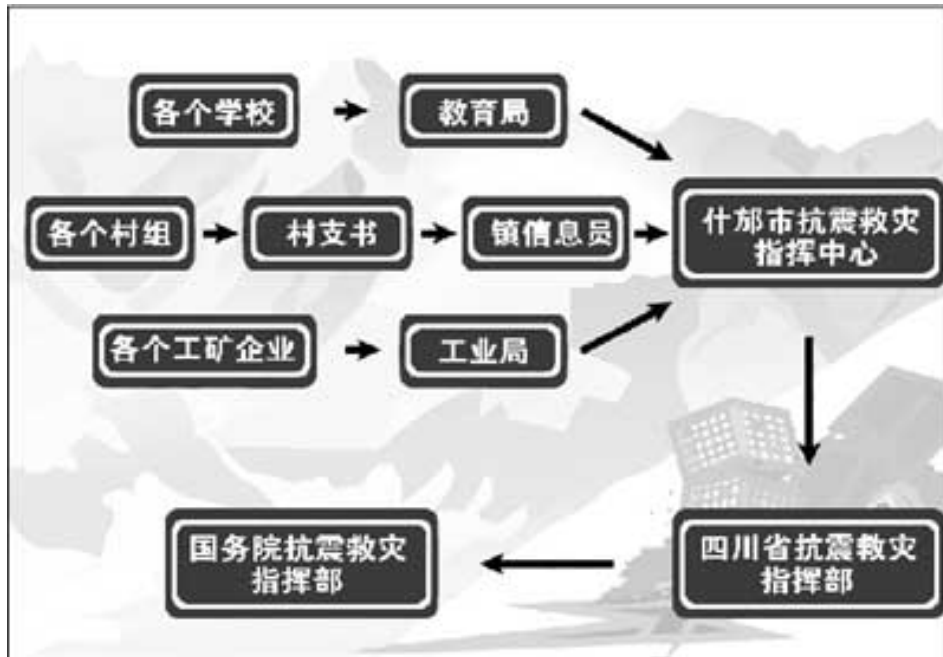 各个学校
教育局
各个村组
村支书
镇信息员
什邡市抗震救灾
指挥中心
各个工矿企业
工业局
国务院抗震救灾
指挥部
四川省抗震救灾
指挥部